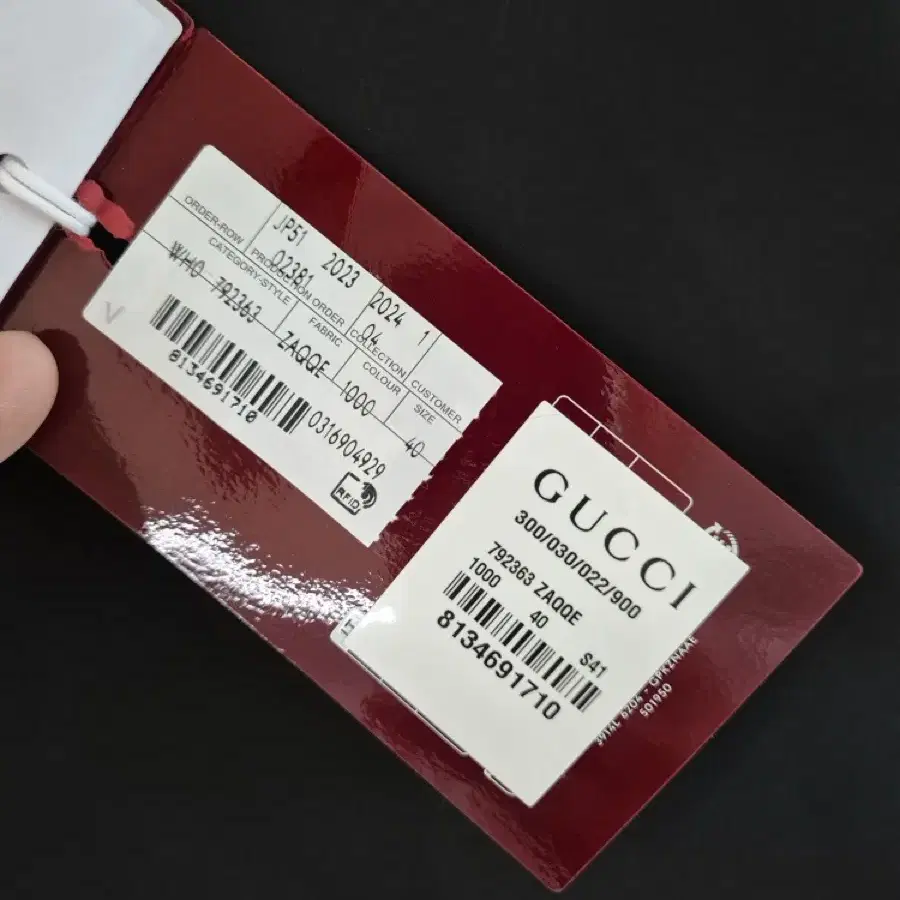 JP51 2023 2024 1
ORDER-ROW PRODUCTION ORDER COLLECTION CUSTOMER
02381 Q4
CATEGORY-STYLE FABRIC COLOUR SIZE
WH0 792363 ZAQQE 1000 40
8134691710 0316904929
RFID
GUCCI
300/030/022/900
792363 ZAQQE
1000 40 S41
8134691710
501950